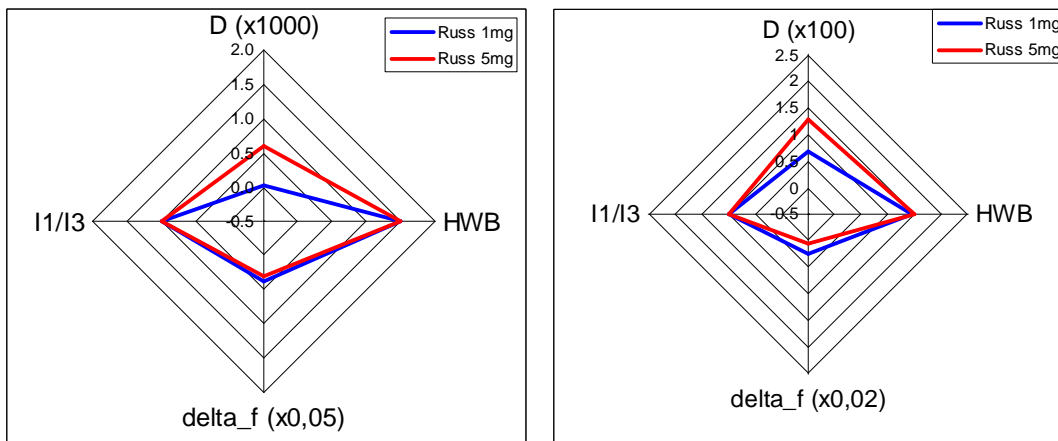 D (x1000)
Russ 1mg
Russ 5mg
2.0
1.5
1.0
0.5
0.0
-0.5
I1/I3
HWB
delta_f (x0,05)
D (x100)
Russ 1mg
Russ 5mg
2.5
2
1.5
1
0.5
0
-0.5
I1/I3
HWB
delta_f (x0,02)